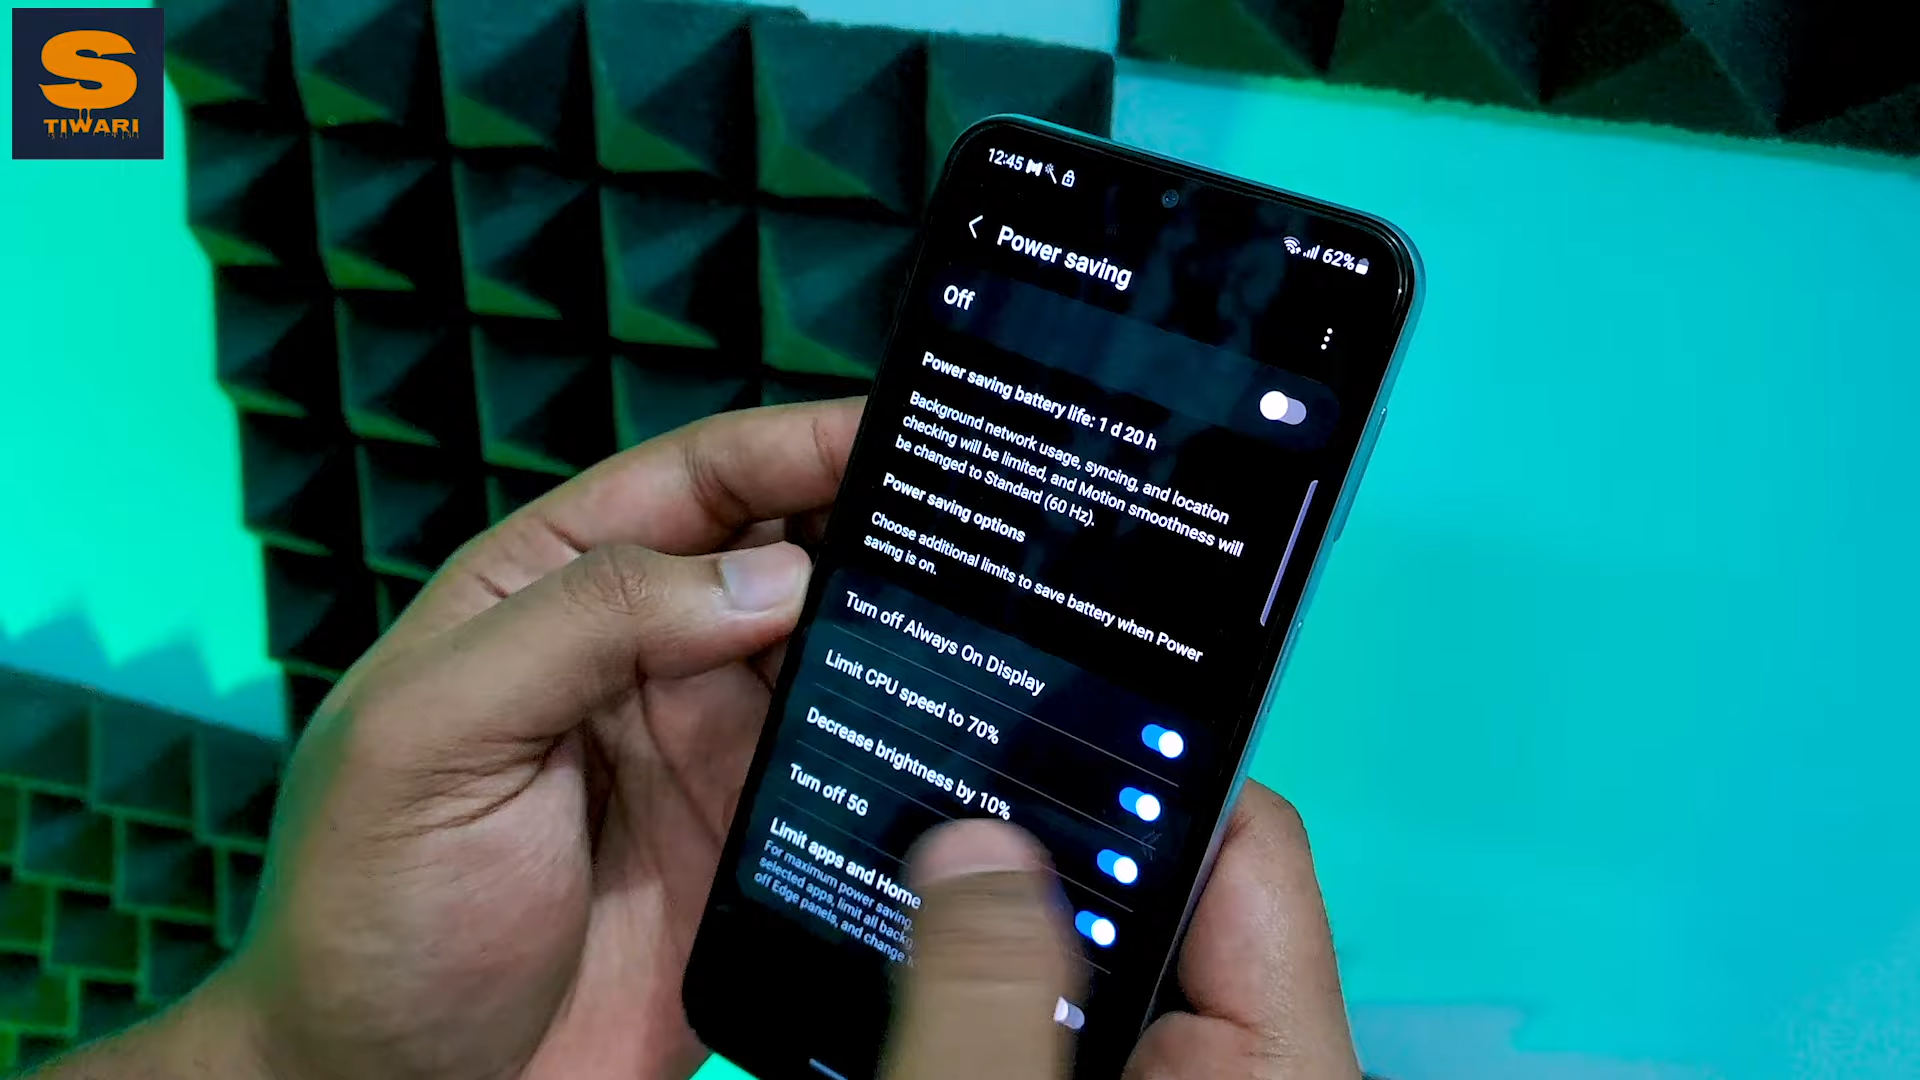 S
TIWARI
12:45
62%
Power saving
Off
Power saving battery life: 1 d 20 h
Background network usage, syncing, and location
checking will be limited, and Motion smoothness will
be changed to Standard (60 Hz).
Power saving options
Choose additional limits to save battery when Power
saving is on.
Turn off Always On Display
Limit CPU speed to 70%
Decrease brightness by 10%
Turn off 5G
Limit apps and Home
For maximum power saving,
selected apps, limit all backg
off Edge panels, and change